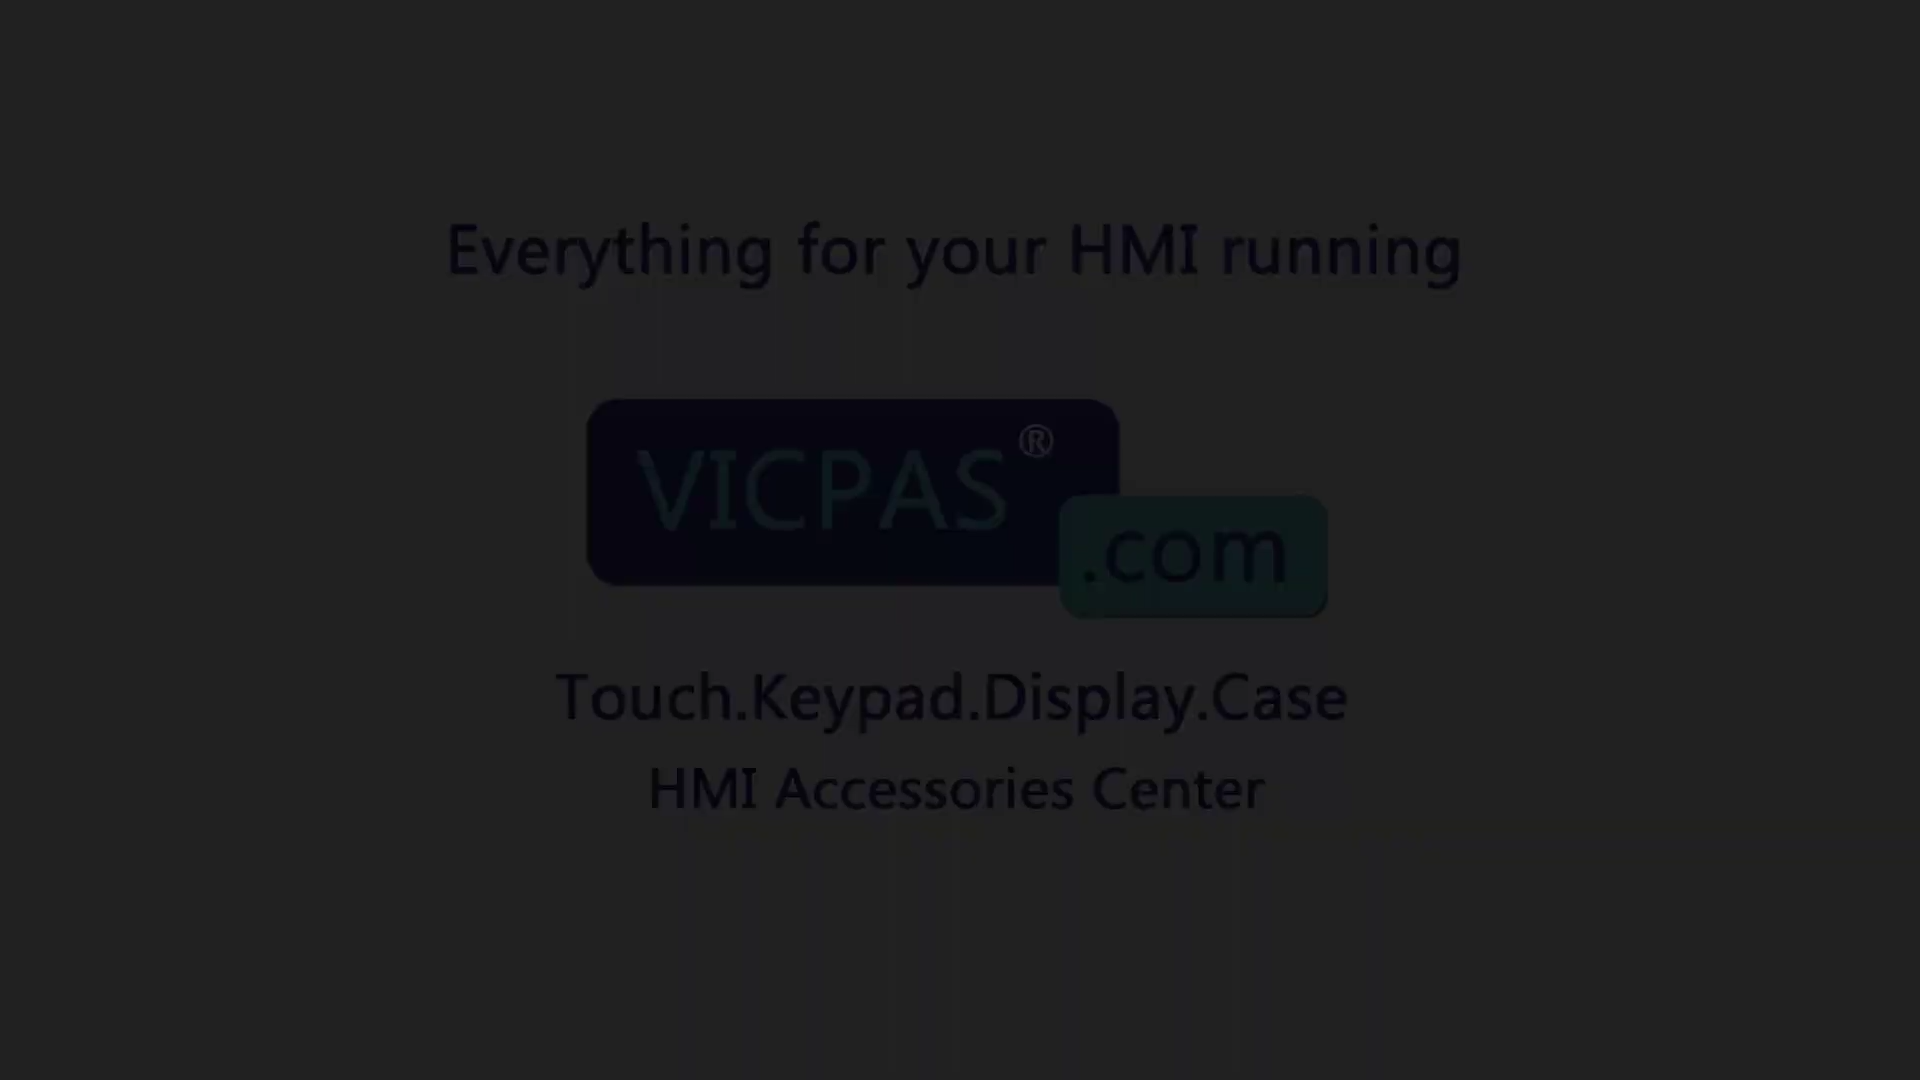 Everything for your HMI running
VICPAS®
.com
Touch.Keypad.Display.Case
HMI Accessories Center